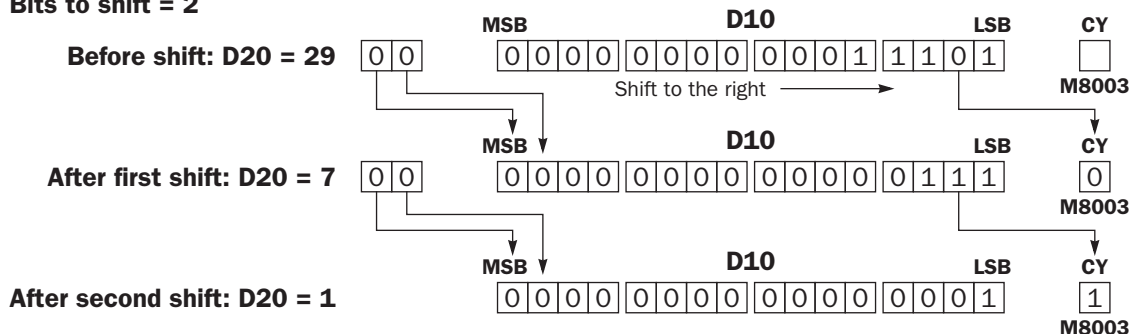 Bits to shift = 2
MSB D10 LSB CY
Before shift: D20 = 29 0 0 0 0 0 0 0 0 0 0 0 0 0 1 1 1 0 1
Shift to the right M8003
MSB D10 LSB CY
After first shift: D20 = 7 0 0 0 0 0 0 0 0 0 0 0 0 0 0 0 1 1 1 0
M8003
MSB D10 LSB CY
After second shift: D20 = 1 0 0 0 0 0 0 0 0 0 0 0 0 0 0 0 1 1
M8003